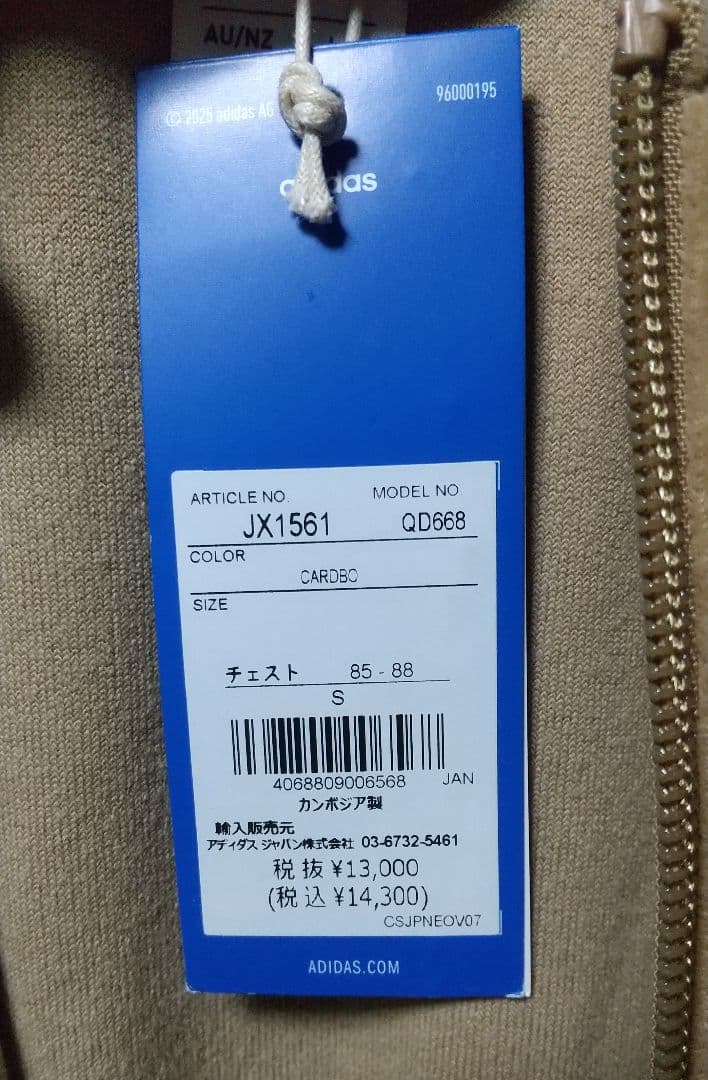 AU/NZ
96000195
© 2025 adidas AG
adidas
ARTICLE NO.
MODEL NO
JX1561
QD668
COLOR
CARDBO
SIZE
チェスト 85 - 88
S
4068809006568 JAN
カンボジア製
輸入販売元
アディダス ジャパン株式会社 03-6732-5461
税抜 ¥13,000
(税込 ¥14,300)
CSJPNEOV07
ADIDAS.COM